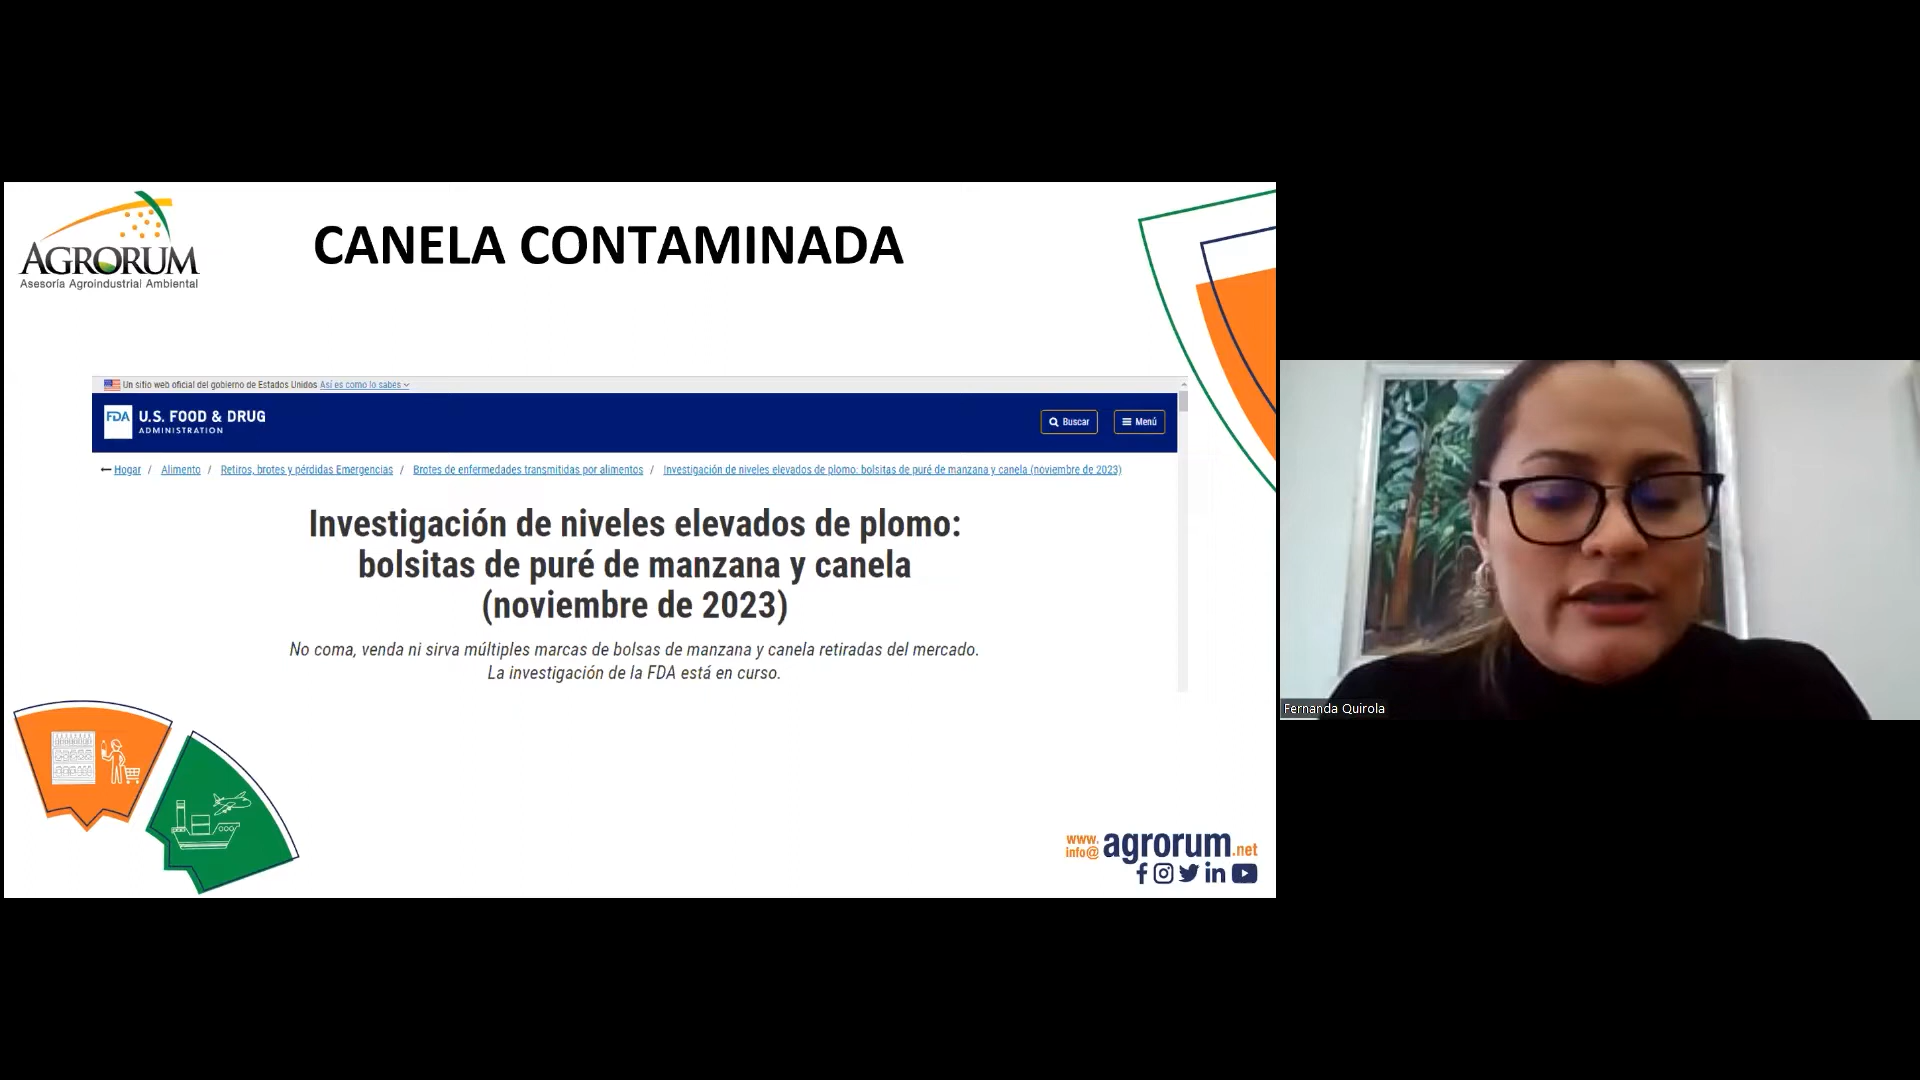 AGRORUM
Asesoría Agroindustrial Ambiental
CANELA CONTAMINADA
Un sitio web oficial del gobierno de Estados Unidos Así es como lo sabes
FDA U.S. FOOD & DRUG
ADMINISTRATION
Buscar
Menú
Hogar / Alimento / Retiros, brotes y pérdidas Emergencias / Brotes de enfermedades transmitidas por alimentos / Investigación de niveles elevados de plomo: bolsitas de puré de manzana y canela (noviembre de 2023)
Investigación de niveles elevados de plomo:
bolsitas de puré de manzana y canela
(noviembre de 2023)
No coma, venda ni sirva múltiples marcas de bolsas de manzana y canela retiradas del mercado.
La investigación de la FDA está en curso.
Fernanda Quirola
www.
info@ agrorum.net